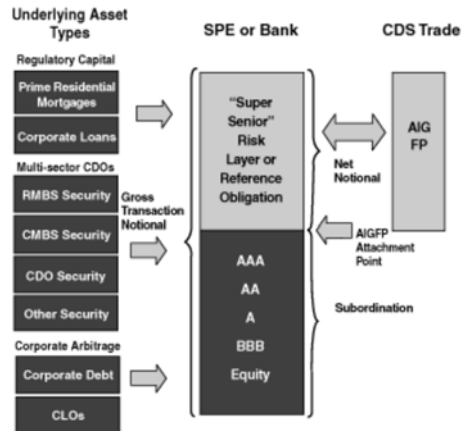 Underlying Asset
Types
SPE or Bank
CDS Trade
Regulatory Capital
Prime Residential
Mortgages
Corporate Loans
Multi-sector CDOs
RMBS Security
CMBS Security
CDO Security
Other Security
Corporate Arbitrage
Corporate Debt
CLOs
Gross
Transaction
Notional
“Super
Senior”
Risk
Layer or
Reference
Obligation
AAA
AA
A
BBB
Equity
Net
Notional
AIGFP
Attachment
Point
Subordination
AIG
FP